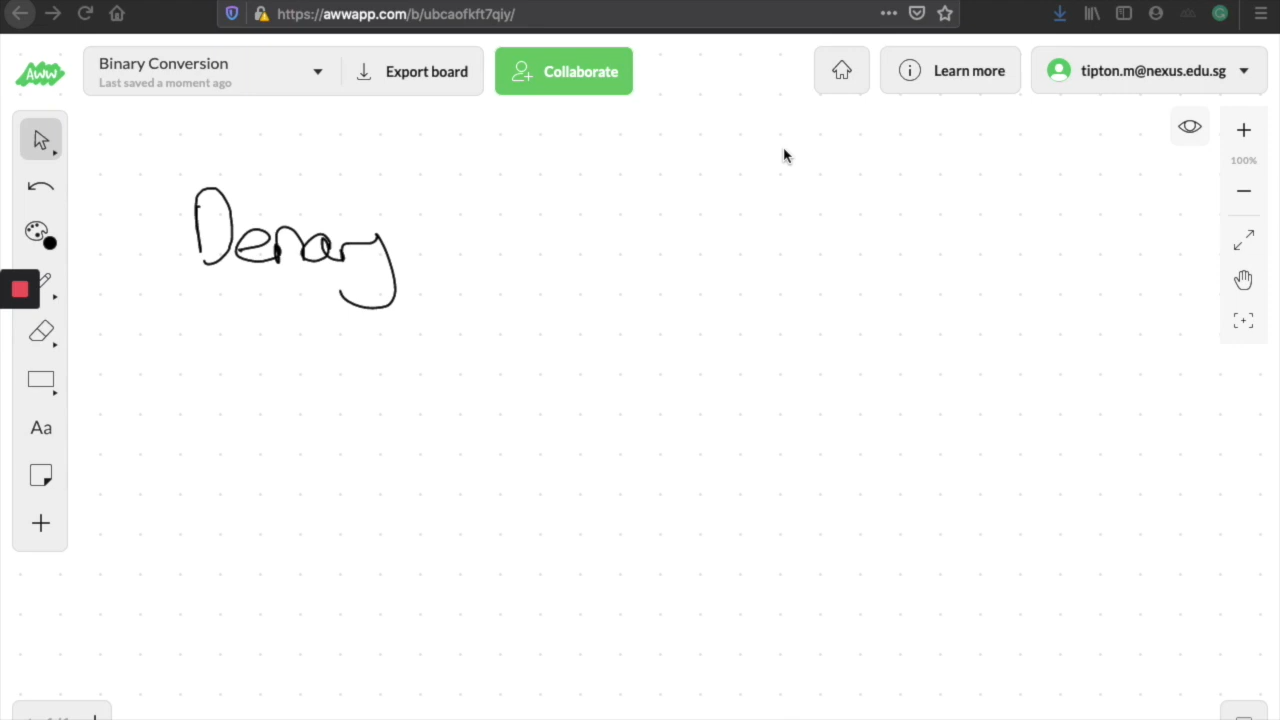 https://awwapp.com/b/ubcaofkft7qiy/
AWW
Binary Conversion
Last saved a moment ago
Export board
Collaborate
Learn more
tipton.m@nexus.edu.sg
100%
Denary
Aa